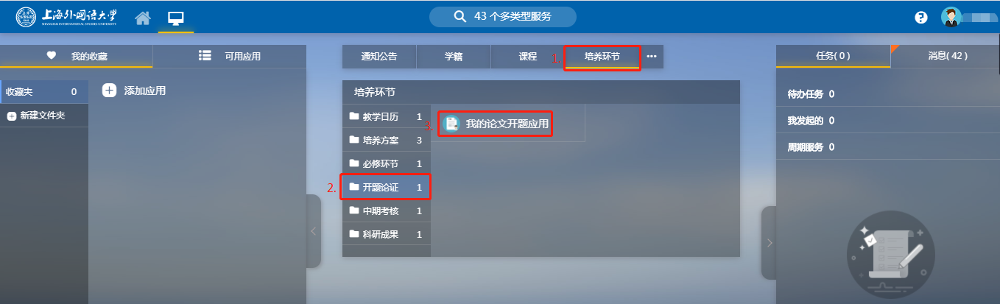 上海外国语大学
SHANGHAI INTERNATIONAL STUDIES UNIVERSITY
43 个多类型服务
我的收藏
可用应用
收藏夹 0
添加应用
新建文件夹
通知公告
学籍
课程
1.
培养环节
培养环节
教学日历 1
培养方案 3
必修环节 1
2.
开题论证 1
中期考核 1
科研成果 1
3.
我的论文开题应用
任务( 0 )
消息( 42 )
待办任务 0
我发起的 0
周期服务 0